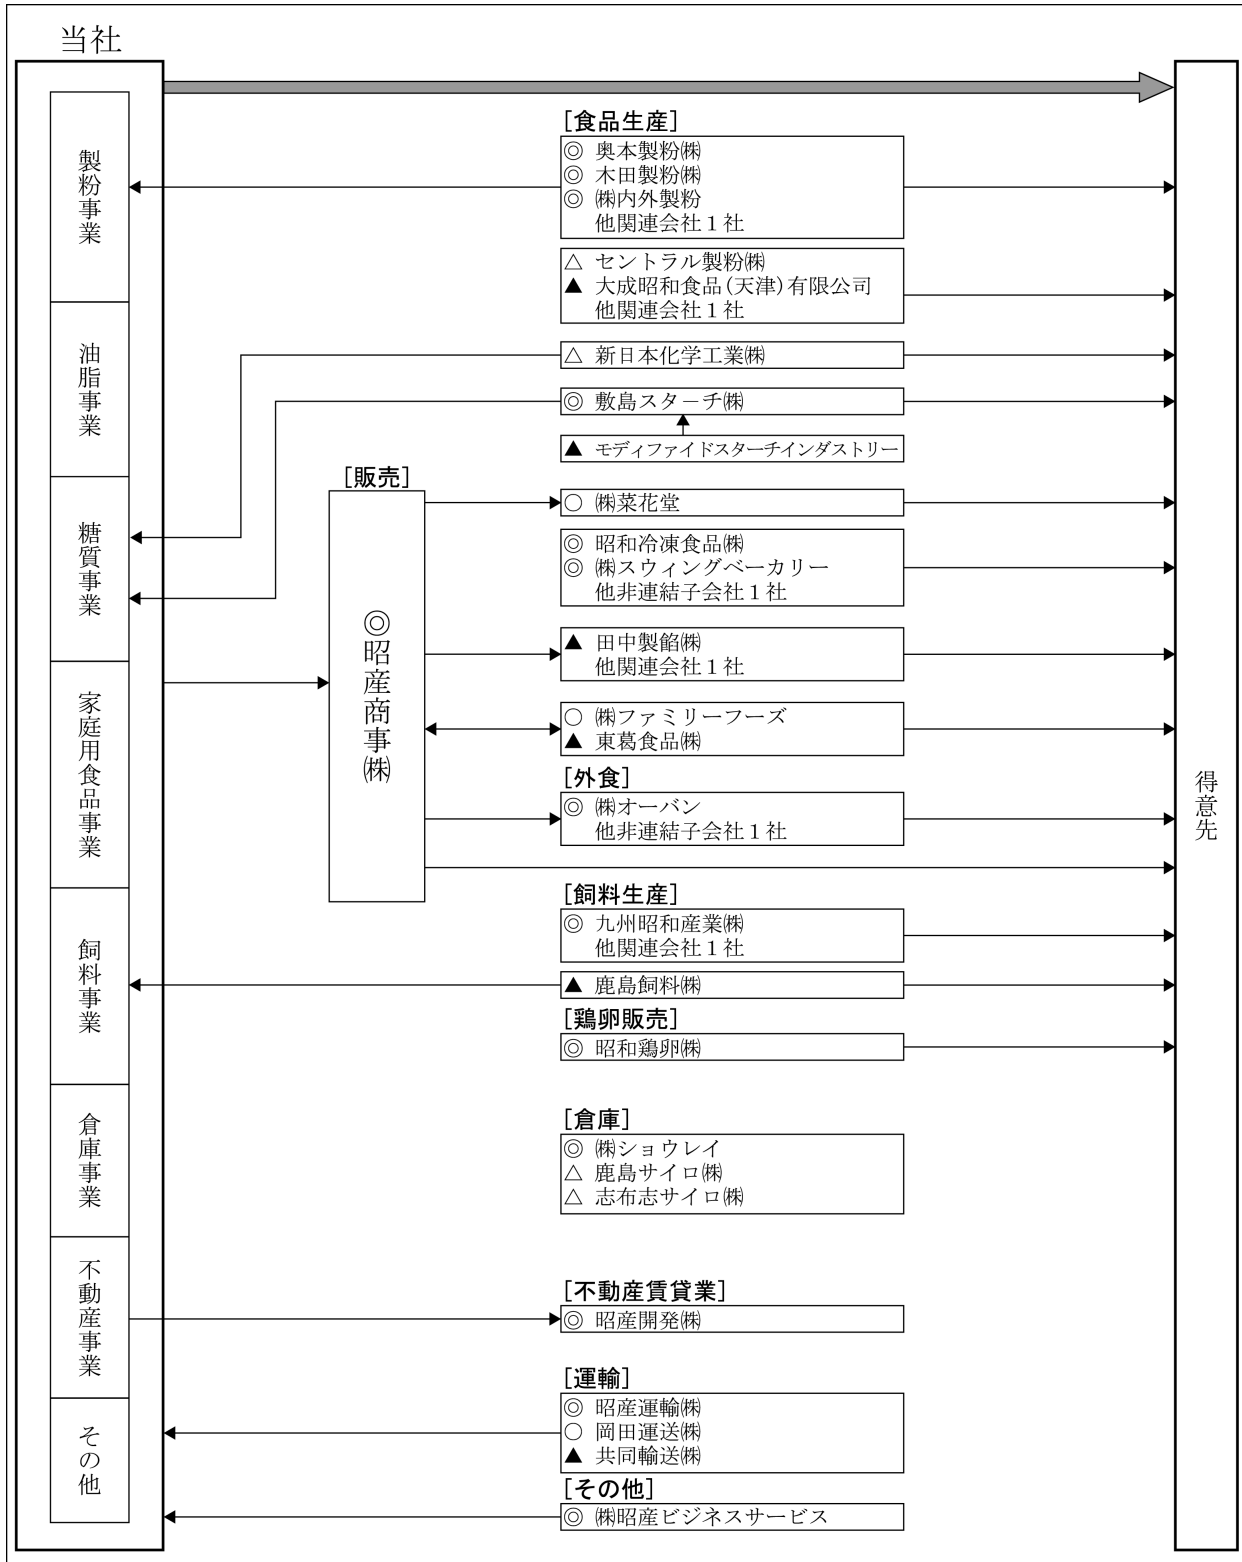 当社
製粉事業
油脂事業
糖質事業
家庭用食品事業
飼料事業
倉庫事業
不動産事業
その他
[販売]
◎昭産商事㈱
[食品生産]
◎ 奥本製粉㈱
◎ 木田製粉㈱
◎ ㈱内外製粉
他関連会社１社
△ セントラル製粉㈱
▲ 大成昭和食品(天津)有限公司
他関連会社１社
△ 新日本化学工業㈱
◎ 敷島スターチ㈱
▲ モディファイドスターチインダストリー
○ ㈱菜花堂
◎ 昭和冷凍食品㈱
◎ ㈱スウィングベーカリー
他非連結子会社１社
▲ 田中製餡㈱
他関連会社１社
○ ㈱ファミリーフーズ
▲ 東葛食品㈱
[外食]
◎ ㈱オーバン
他非連結子会社１社
[飼料生産]
◎ 九州昭和産業㈱
他関連会社１社
▲ 鹿島飼料㈱
[鶏卵販売]
◎ 昭和鶏卵㈱
[倉庫]
◎ ㈱ショウレイ
△ 鹿島サイロ㈱
△ 志布志サイロ㈱
[不動産賃貸業]
◎ 昭産開発㈱
[運輸]
◎ 昭産運輸㈱
○ 岡田運送㈱
▲ 共同輸送㈱
[その他]
◎ ㈱昭産ビジネスサービス
得意先